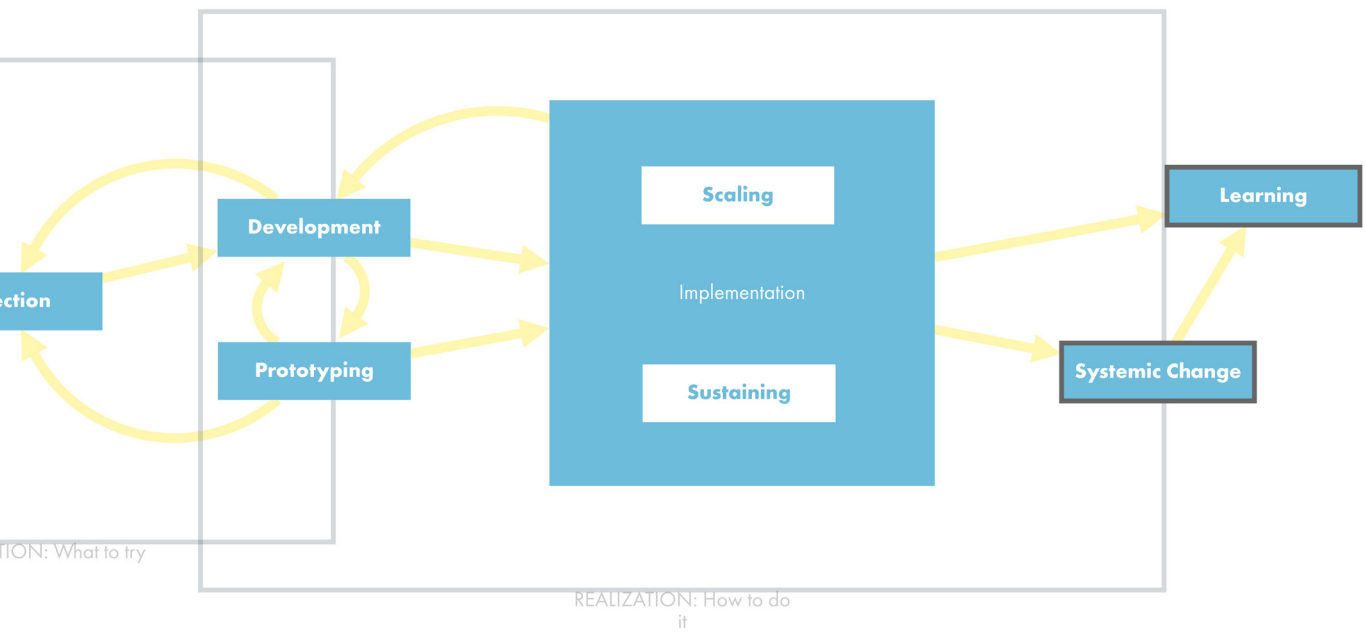 Scaling
Learning
Development
Implementation
ection
Prototyping
Systemic Change
Sustaining
TION: What to try
REALIZATION: How to do
it